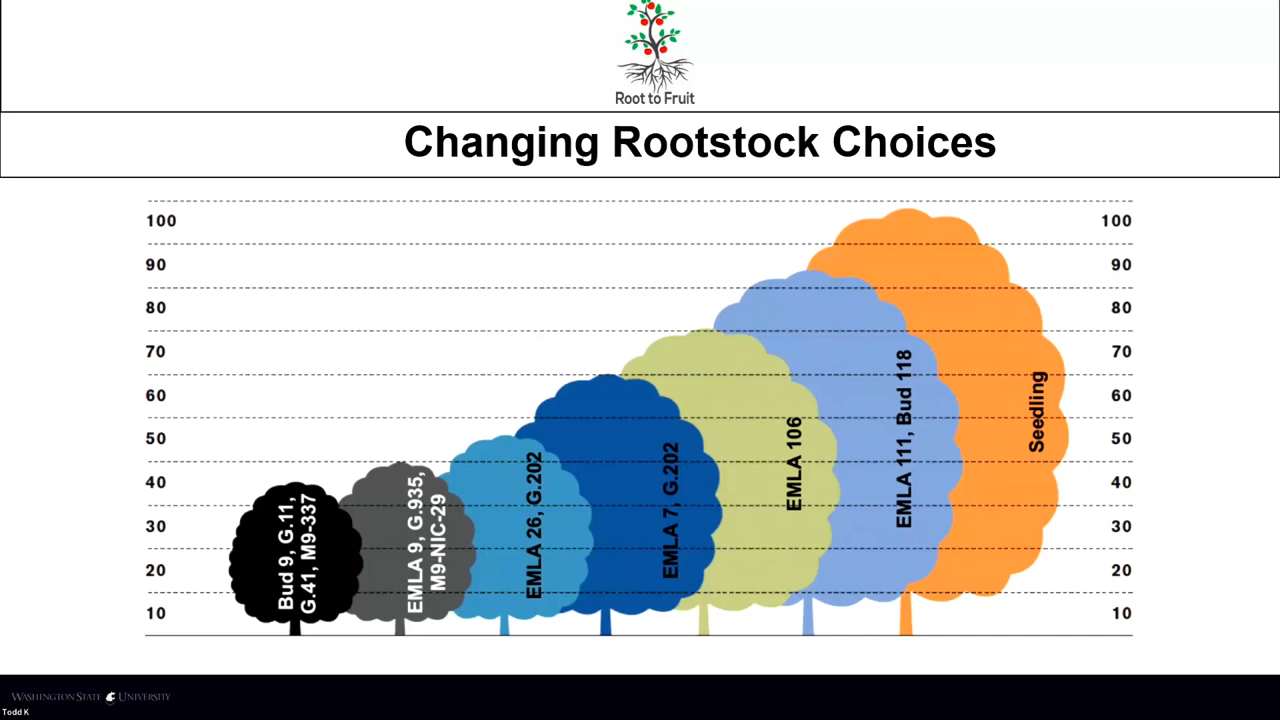 Root to Fruit
Changing Rootstock Choices
100
90
80
70
60
50
40
30
20
10
Bud 9, G.11,
G.41, M9-337
EMLA 9, G.935,
M9-NIC-29
EMLA 26, G.202
EMLA 7, G.202
EMLA 106
EMLA 111, Bud 118
Seedling
100
90
80
70
60
50
40
30
20
10
WASHINGTON STATE UNIVERSITY
Todd K